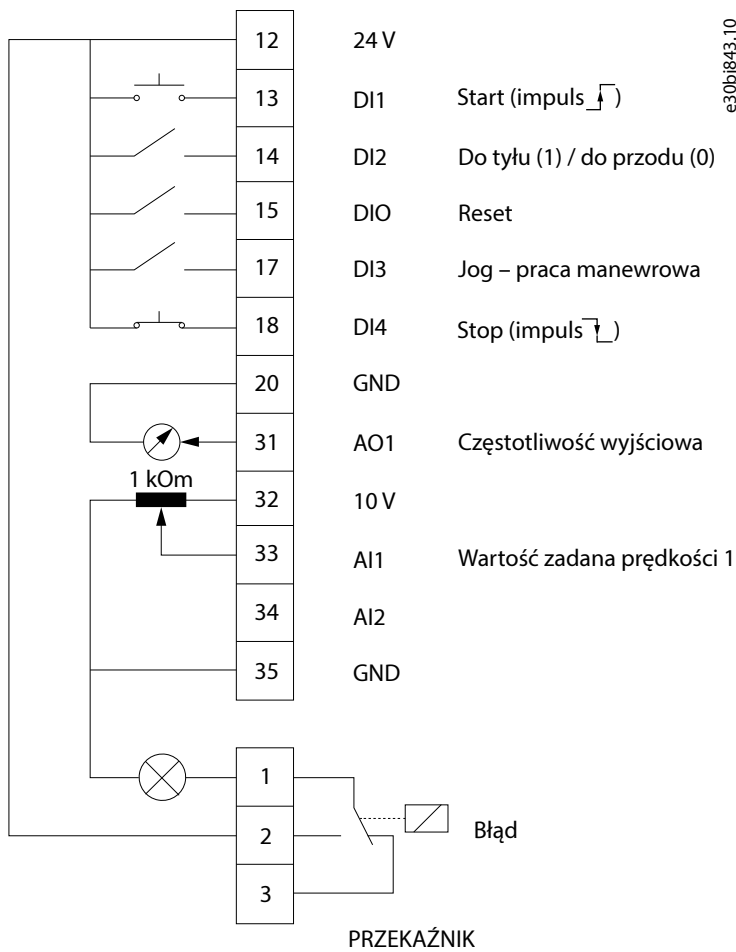 12 24 V
13 DI1 Start (impuls )
14 DI2 Do tyłu (1) / do przodu (0)
15 DIO Reset
17 DI3 Jog – praca manewrowa
18 DI4 Stop (impuls )
20 GND
31 AO1 Częstotliwość wyjściowa
1 kOm
32 10 V
33 AI1 Wartość zadana prędkości 1
34 AI2
35 GND
1
2 Błąd
3
PRZEKAŹNIK
e30bi843.10